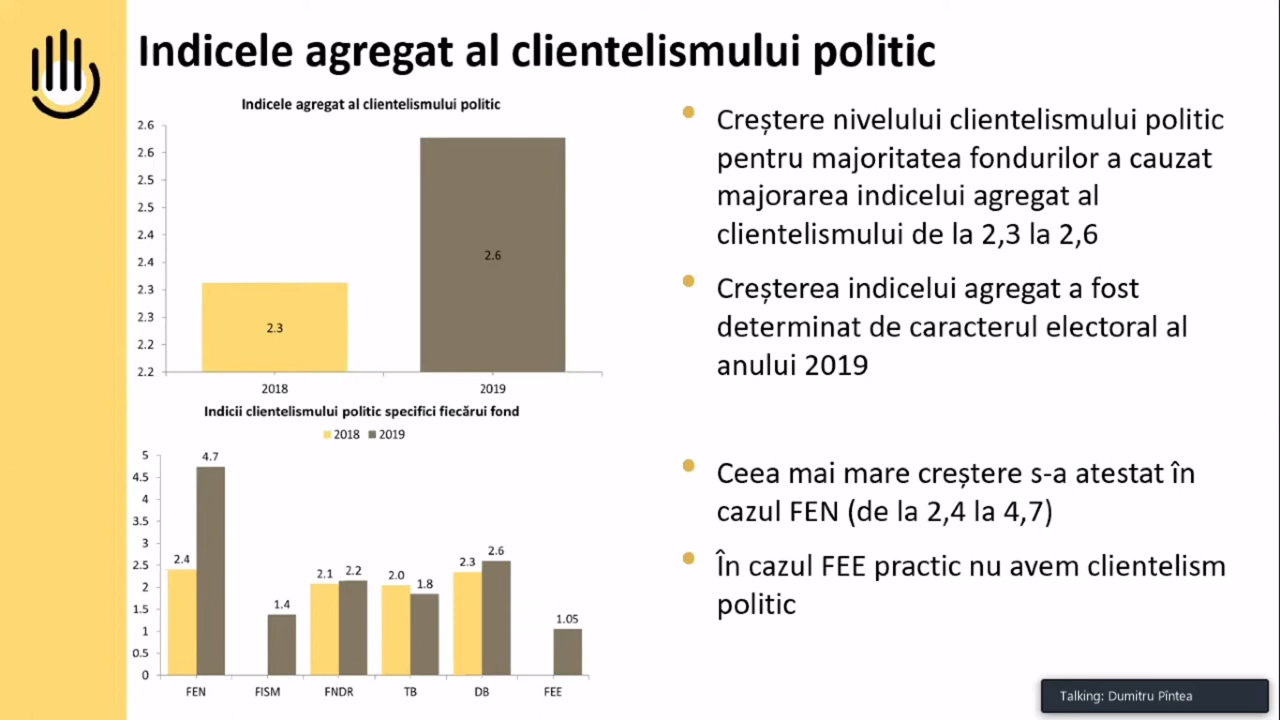 Indicele agregat al clientelismului politic
Indicele agregat al clientelismului politic
2.6
2.6
2.5
2.5
2.4
2.4
2.3
2.3
2.2
2.2
2.3
2.6
2018
2019
Indicii clientelismului politic specifici fiecărui fond
2018
2019
5
4.5
4
3.5
3
2.5
2
1.5
1
0.5
0
2.4
4.7
1.4
2.1
2.2
2.0
1.8
2.3
2.6
1.05
FEN
FISM
FNDR
TB
DB
FEE
Creștere nivelului clientelismului politic
pentru majoritatea fondurilor a cauzat
majorarea indicelui agregat al
clientelismului de la 2,3 la 2,6
Creșterea indicelui agregat a fost
determinat de caracterul electoral al
anului 2019
Ceea mai mare creștere s-a atestat în
cazul FEN (de la 2,4 la 4,7)
În cazul FEE practic nu avem clientelism
politic
Talking: Dumitru Pîntea